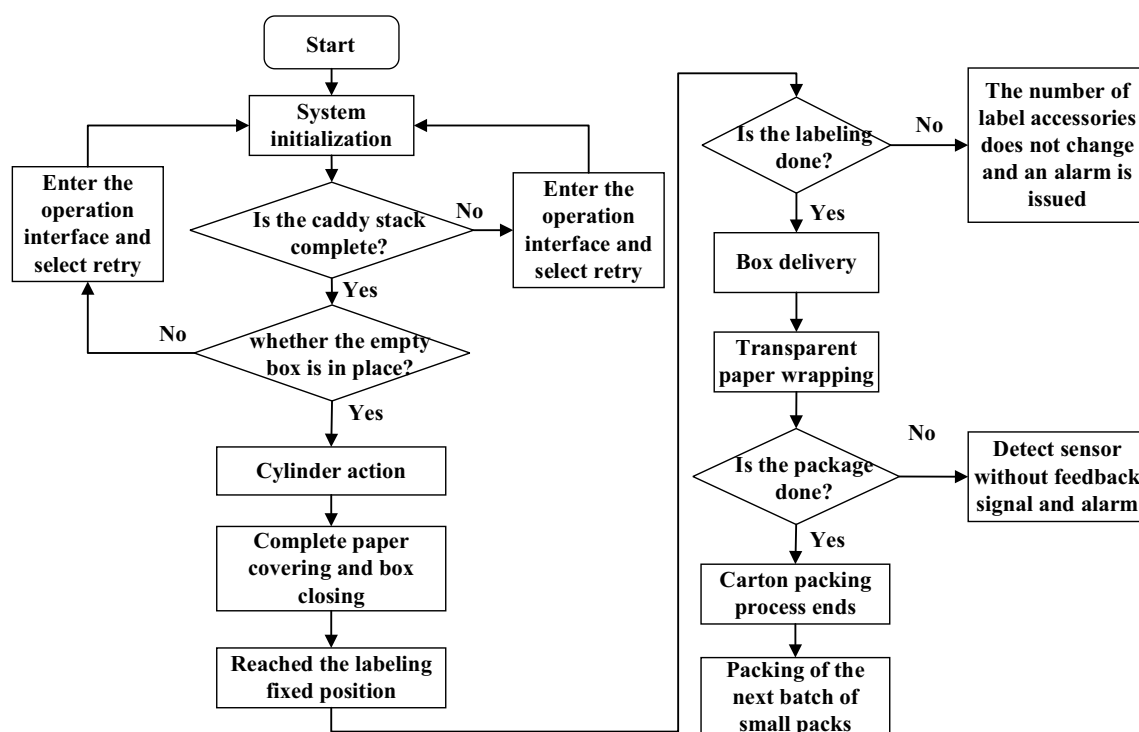 Start
System
initialization
Enter the
operation
interface and
select retry
Is the caddy stack
complete?
No
Enter the
operation
interface and
select retry
Yes
No
whether the empty
box is in place?
Yes
Cylinder action
Complete paper
covering and box
closing
Reached the labeling
fixed position
Is the labeling
done?
No
The number of
label accessories
does not change
and an alarm is
issued
Yes
Box delivery
Transparent
paper wrapping
No
Is the package
done?
Detect sensor
without feedback
signal and alarm
Yes
Carton packing
process ends
Packing of the
next batch of
small packs